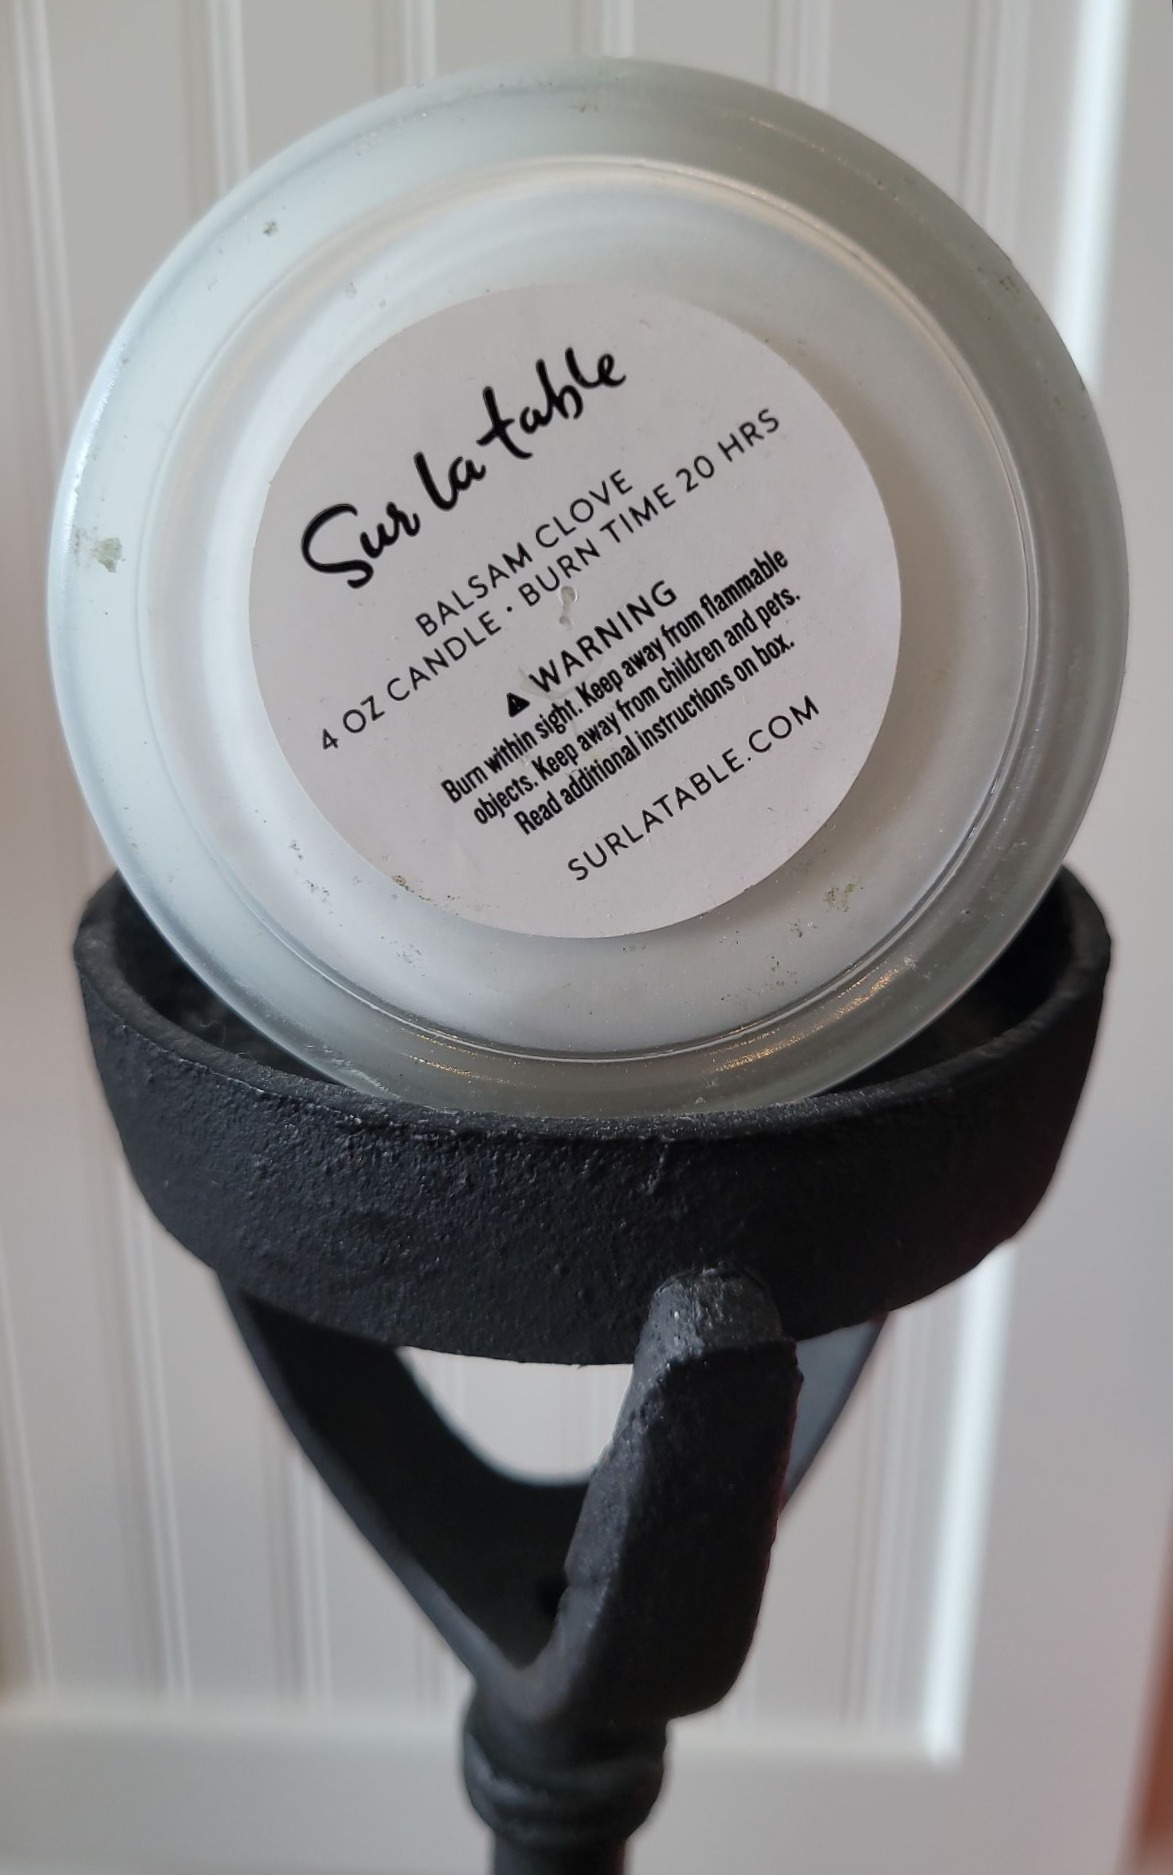 Sur la table
BALSAM CLOVE
4 OZ CANDLE · BURN TIME 20 HRS
⚠ WARNING
Burn within sight. Keep away from flammable
objects. Keep away from children and pets.
Read additional instructions on box.
SURLATABLE.COM